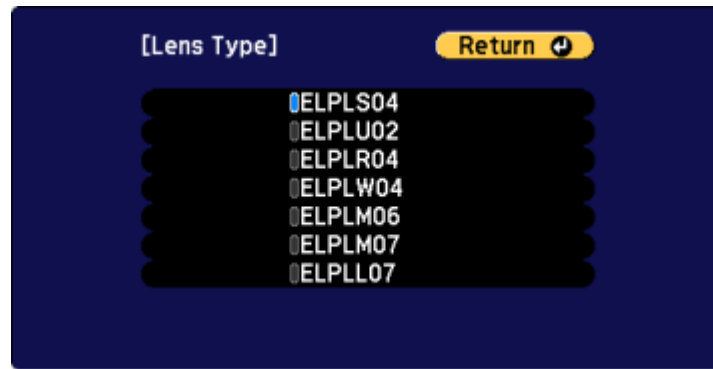 [Lens Type]
Return
ELPLS04
ELPLU02
ELPLR04
ELPLW04
ELPLM06
ELPLM07
ELPLL07